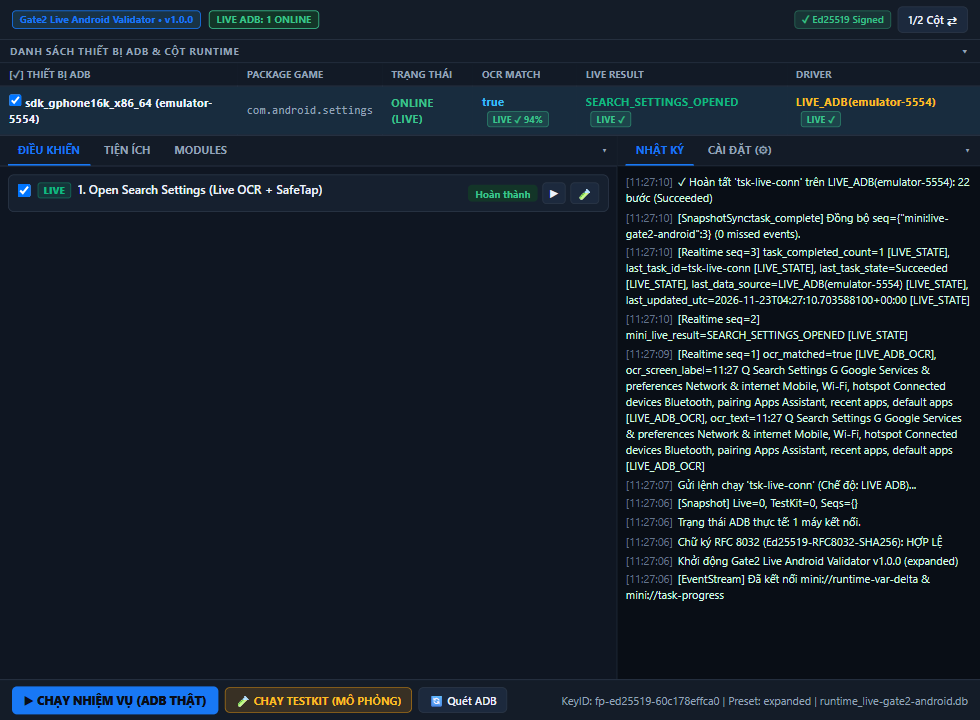 Gate2 Live Android Validator • v1.0.0
LIVE ADB: 1 ONLINE
✓ Ed25519 Signed
1/2 Cột ⇄
DANH SÁCH THIẾT BỊ ADB & CỘT RUNTIME
[✓] THIẾT BỊ ADB
PACKAGE GAME
TRẠNG THÁI
OCR MATCH
LIVE RESULT
DRIVER
sdk_gphone16k_x86_64 (emulator-
5554)
com.android.settings
ONLINE
(LIVE)
true
LIVE ✓ 94%
SEARCH_SETTINGS_OPENED
LIVE ✓
LIVE_ADB(emulator-5554)
LIVE ✓
ĐIỀU KHIỂN
TIỆN ÍCH
MODULES
LIVE
1. Open Search Settings (Live OCR + SafeTap)
Hoàn thành
NHẬT KÝ
CÀI ĐẶT (⚙)
[11:27:10] ✓ Hoàn tất 'tsk-live-conn' trên LIVE_ADB(emulator-5554): 22
bước (Succeeded)
[11:27:10] [SnapshotSync:task_complete] Đồng bộ seq={"mini:live-
gate2-android":3} (0 missed events).
[11:27:10] [Realtime seq=3] task_completed_count=1 [LIVE_STATE],
last_task_id=tsk-live-conn [LIVE_STATE], last_task_state=Succeeded
[LIVE_STATE], last_data_source=LIVE_ADB(emulator-5554) [LIVE_STATE],
last_updated_utc=2026-11-23T04:27:10.703588100+00:00 [LIVE_STATE]
[11:27:10] [Realtime seq=2]
mini_live_result=SEARCH_SETTINGS_OPENED [LIVE_STATE]
[11:27:09] [Realtime seq=1] ocr_matched=true [LIVE_ADB_OCR],
ocr_screen_label=11:27 Q Search Settings G Google Services &
preferences Network & internet Mobile, Wi-Fi, hotspot Connected
devices Bluetooth, pairing Apps Assistant, recent apps, default apps
[LIVE_ADB_OCR], ocr_text=11:27 Q Search Settings G Google Services
& preferences Network & internet Mobile, Wi-Fi, hotspot Connected
devices Bluetooth, pairing Apps Assistant, recent apps, default apps
[LIVE_ADB_OCR]
[11:27:07] Gửi lệnh chạy 'tsk-live-conn' (Chế độ: LIVE ADB)...
[11:27:06] [Snapshot] Live=0, TestKit=0, Seqs={}
[11:27:06] Trạng thái ADB thực tế: 1 máy kết nối.
[11:27:06] Chữ ký RFC 8032 (Ed25519-RFC8032-SHA256): HỢP LỆ
[11:27:06] Khởi động Gate2 Live Android Validator v1.0.0 (expanded)
[11:27:06] [EventStream] Đã kết nối mini://runtime-var-delta &
mini://task-progress
▶ CHẠY NHIỆM VỤ (ADB THẬT)
CHẠY TESTKIT (MÔ PHỎNG)
Quét ADB
KeyID: fp-ed25519-60c178effca0 | Preset: expanded | runtime_live-gate2-android.db